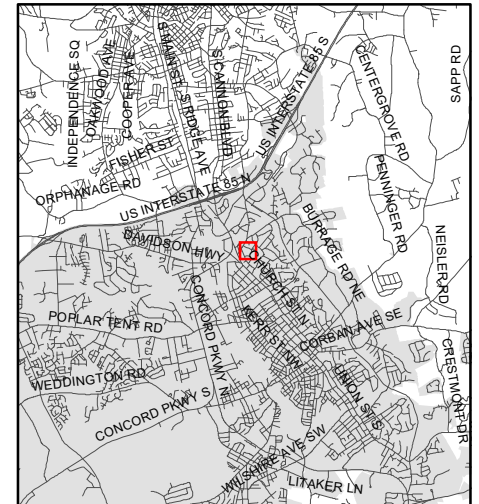 INDEPENDENCE SQ
OAKWOOD AVE
COOPER AVE
S MAIN ST
S RIDGE AVE
S CANNON BLVD
US INTERSTATE 85 S
CENTERGROVE RD
SAPP RD
FISHER ST
ORPHANAGE RD
US INTERSTATE 85 N
PENNINGER RD
BURRAGE RD NE
NEISLER RD
DAVIDSON HWY
CHURCH ST N
CONCORD PKWY N
POPLAR TENT RD
KERR ST NW
CORBAN AVE SE
WEDDINGTON RD
UNION ST S
CRESTMONT DR
CONCORD PKWY S
WILSHIRE AVE SW
LITAKER LN